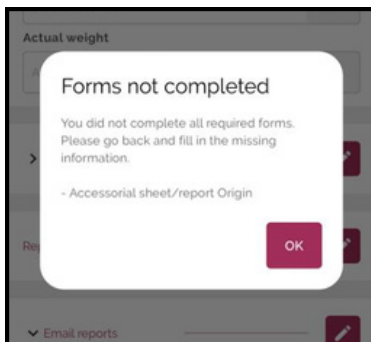 Actual weight
Forms not completed
You did not complete all required forms.
Please go back and fill in the missing
information.
- Accessorial sheet/report Origin
OK
Email reports